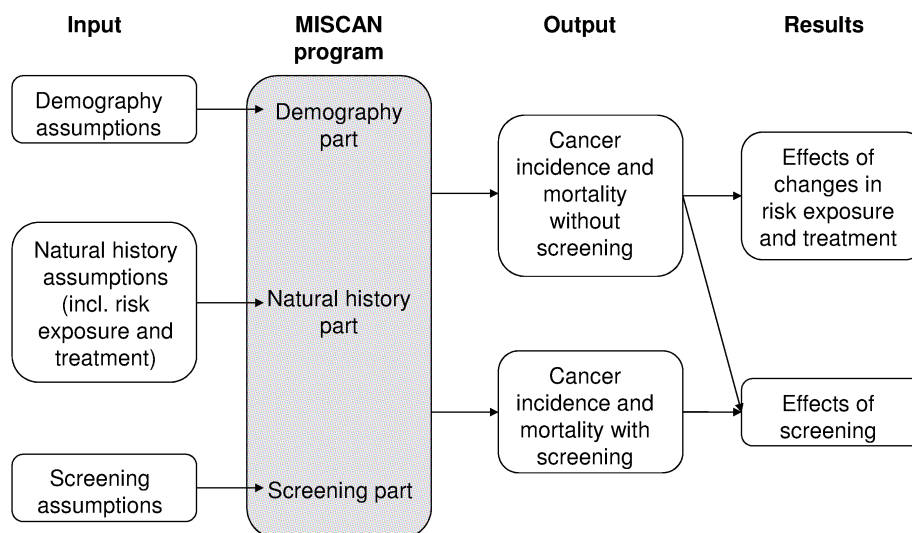 Input
MISCAN
program
Output
Results
Demography
assumptions
Natural history
assumptions
(incl. risk
exposure and
treatment)
Screening
assumptions
Demography
part
Natural history
part
Screening part
Cancer
incidence and
mortality
without
screening
Cancer
incidence and
mortality with
screening
Effects of
changes in
risk exposure
and treatment
Effects of
screening